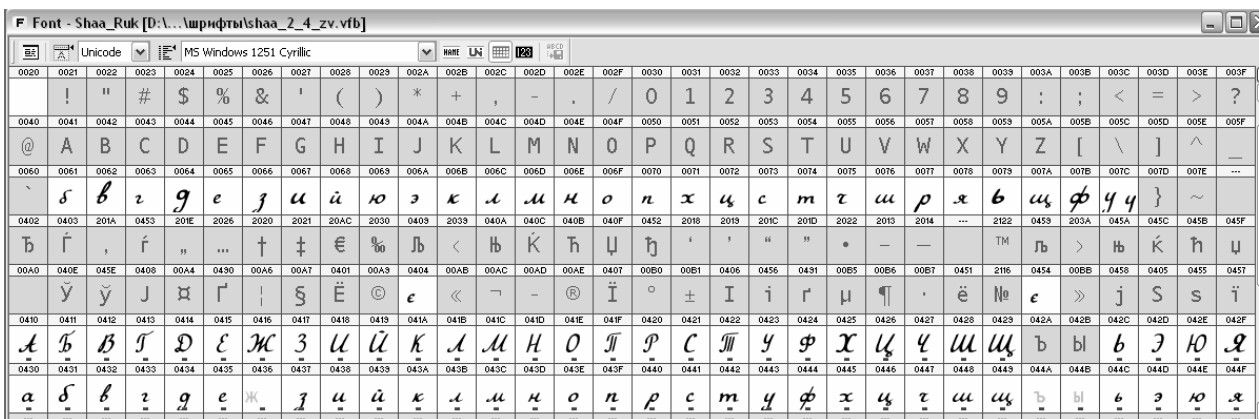 Font - Shaa_Ruk [D:\...\шрифты\shaa_2_4_zv.vfb]
Unicode MS Windows 1251 Cyrillic NAME UN 123 ABCD
0020 0021 0022 0023 0024 0025 0026 0027 0028 0029 002A 002B 002C 002D 002E 002F 0030 0031 0032 0033 0034 0035 0036 0037 0038 0039 003A 003B 003C 003D 003E 003F
! " # $ % & ' ( ) * + , - . / 0 1 2 3 4 5 6 7 8 9 : ; < = > ?
0040 0041 0042 0043 0044 0045 0046 0047 0048 0049 004A 004B 004C 004D 004E 004F 0050 0051 0052 0053 0054 0055 0056 0057 0058 0059 005A 005B 005C 005D 005E 005F
@ A B C D E F G H I J K L M N O P Q R S T U V W X Y Z [ \ ] ^ _
0060 0061 0062 0063 0064 0065 0066 0067 0068 0069 006A 006B 006C 006D 006E 006F 0070 0071 0072 0073 0074 0075 0076 0077 0078 0079 007A 007B 007C 007D 007E ...
` б в г д е з и й ю э к л м н о п х ц с т ч ш р я ь щ ф у у } ~
0402 0403 201A 0453 201E 2026 2020 2021 20AC 2030 0409 2039 040A 040C 040B 040F 0452 2018 2019 201C 201D 2022 2013 2014 ... 2122 0459 203A 045A 045C 045B 045F
Ђ Ѓ ‚ ѓ „ … † ‡ € ‰ Љ ‹ Њ Ќ Ћ Џ ђ ‘ ’ “ ” • – — ™ љ › њ ќ ћ џ
00A0 040E 045E 0408 00A4 0490 00A6 00A7 0401 00A9 0404 00AB 00AC 00AD 00AE 0407 00B0 00B1 0406 0456 0491 00B5 00B6 00B7 0451 2116 0454 00BB 0458 0405 0455 0457
Ў ў Ј ¤ Ґ ¦ § Ё © є « ¬ - ® Ї ° ± І і ґ µ ¶ · ё № є » ј Ѕ ѕ ї
0410 0411 0412 0413 0414 0415 0416 0417 0418 0419 041A 041B 041C 041D 041E 041F 0420 0421 0422 0423 0424 0425 0426 0427 0428 0429 042A 042B 042C 042D 042E 042F
А Б В Г Д Е Ж З И Й К Л М Н О П Р С Т У Ф Х Ц Ч Ш Щ Ъ Ы Ь Э Ю Я
0430 0431 0432 0433 0434 0435 0436 0437 0438 0439 043A 043B 043C 043D 043E 043F 0440 0441 0442 0443 0444 0445 0446 0447 0448 0449 044A 044B 044C 044D 044E 044F
а б в г д е ж з и й к л м н о п р с т у ф х ц ч ш щ ъ ы ь э ю я